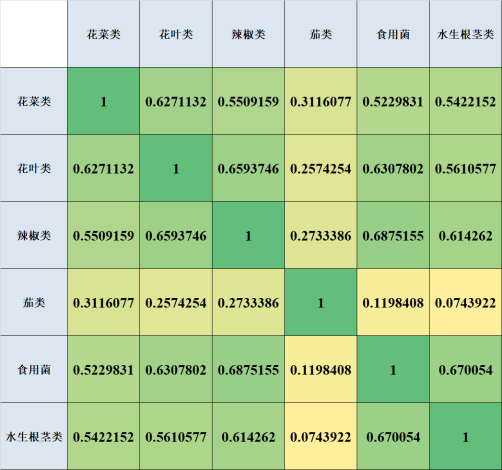 花菜类 花叶类 辣椒类 茄类 食用菌 水生根茎类
花菜类 1 0.6271132 0.5509159 0.3116077 0.5229831 0.5422152
花叶类 0.6271132 1 0.6593746 0.2574254 0.6307802 0.5610577
辣椒类 0.5509159 0.6593746 1 0.2733386 0.6875155 0.614262
茄类 0.3116077 0.2574254 0.2733386 1 0.1198408 0.0743922
食用菌 0.5229831 0.6307802 0.6875155 0.1198408 1 0.670054
水生根茎类 0.5422152 0.5610577 0.614262 0.0743922 0.670054 1